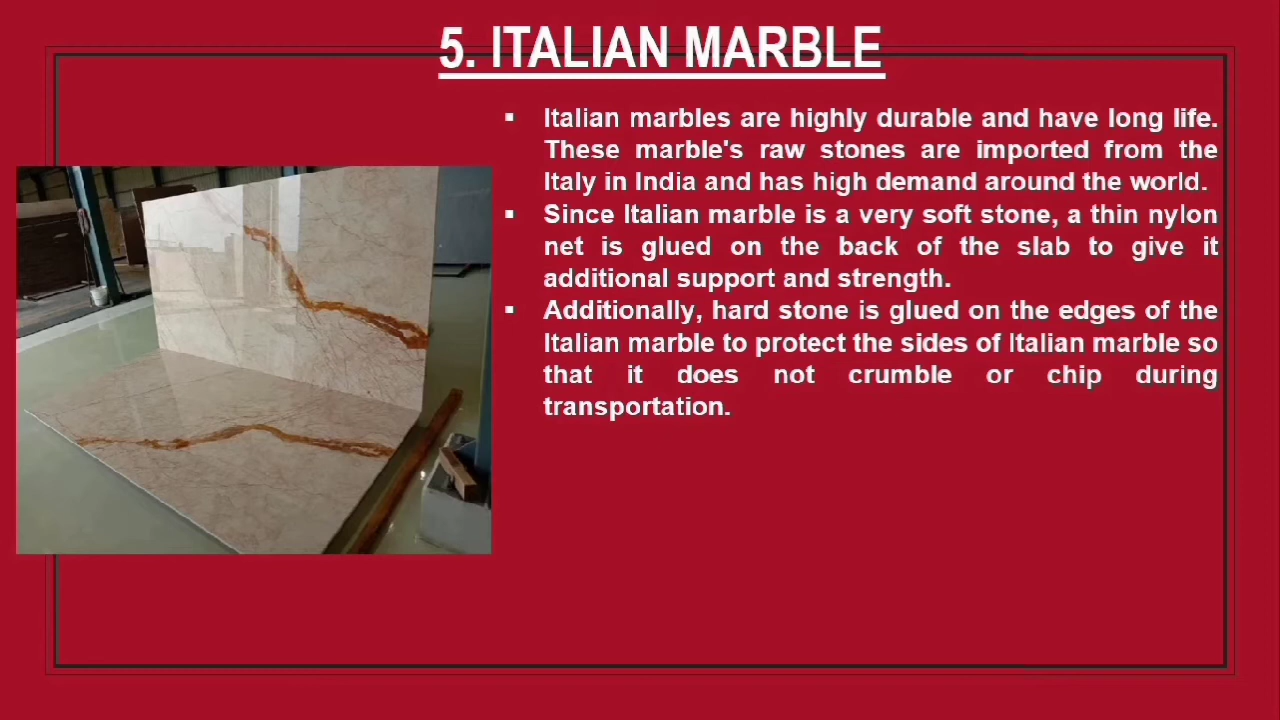 5. ITALIAN MARBLE
▪ Italian marbles are highly durable and have long life.
These marble's raw stones are imported from the
Italy in India and has high demand around the world.
▪ Since Italian marble is a very soft stone, a thin nylon
net is glued on the back of the slab to give it
additional support and strength.
▪ Additionally, hard stone is glued on the edges of the
Italian marble to protect the sides of Italian marble so
that it does not crumble or chip during
transportation.